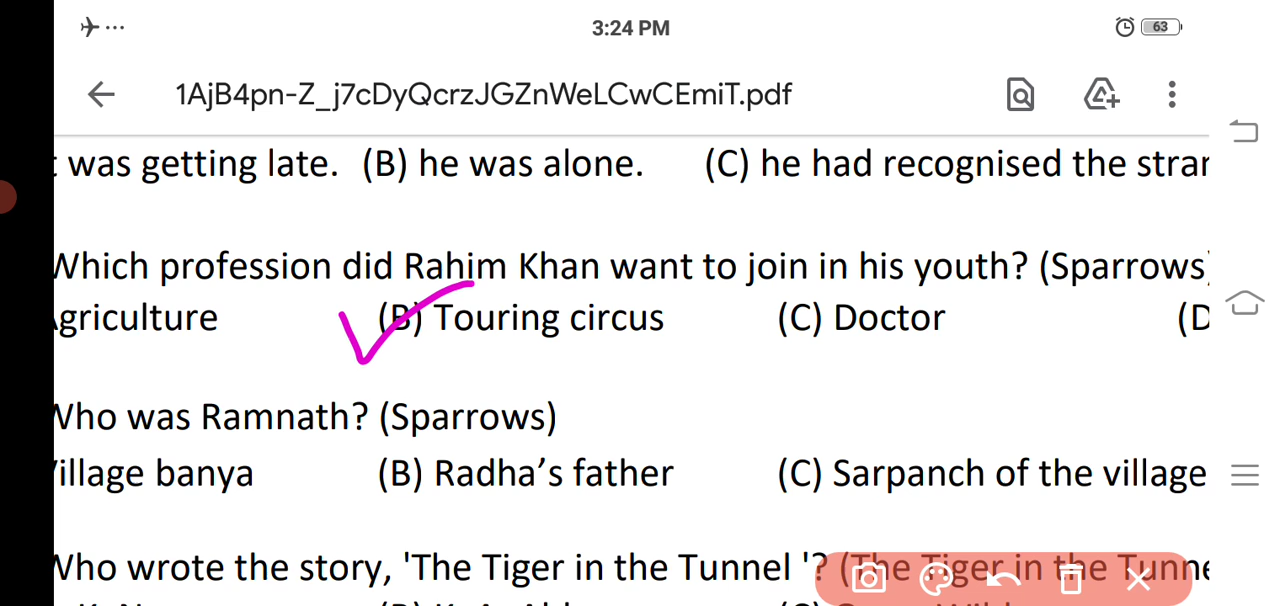 3:24 PM
63
1AjB4pn-Z_j7cDyQcrzJGZnWeLCwCEmiT.pdf
was getting late. (B) he was alone. (C) he had recognised the
Which profession did Rahim Khan want to join in his youth? (Sparrows)
griculture (B) Touring circus (C) Doctor (D
Who was Ramnath? (Sparrows)
illage banya (B) Radha's father (C) Sarpanch of the village
Who wrote the story, 'The Tiger in the Tunnel '? (The Tiger in the Tunne